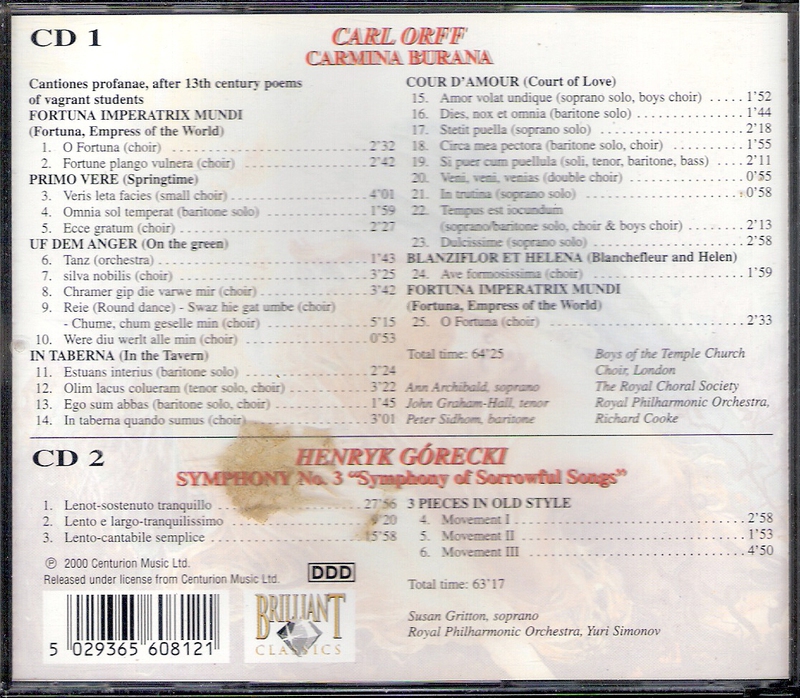 CD 1
CARL ORFF
CARMINA BURANA
Cantiones profanae, after 13th century poems
of vagrant students
FORTUNA IMPERATRIX MUNDI
(Fortuna, Empress of the World)
1. O Fortuna (choir) 2'32
2. Fortune plango vulnera (choir) 2'42
PRIMO VERE (Springtime)
3. Veris leta facies (small choir) 4'01
4. Omnia sol temperat (baritone solo) 1'59
5. Ecce gratum (choir) 2'27
UF DEM ANGER (On the green)
6. Tanz (orchestra) 1'43
7. silva nobilis (choir) 3'25
8. Chramer gip die varwe mir (choir) 3'42
9. Reie (Round dance) - Swaz hie gat umbe (choir)
- Chume, chum geselle min (choir) 5'15
10. Were diu werlt alle min (choir) 0'53
IN TABERNA (In the Tavern)
11. Estuans interius (baritone solo) 2'24
12. Olim lacus colueram (tenor solo, choir) 3'22
13. Ego sum abbas (baritone solo, choir) 1'45
14. In taberna quando sumus (choir) 3'01
COUR D'AMOUR (Court of Love)
15. Amor volat undique (soprano solo, boys choir) 1'52
16. Dies, nox et omnia (baritone solo) 1'44
17. Stetit puella (soprano solo) 2'18
18. Circa mea pectora (baritone solo, choir) 1'55
19. Si puer cum puellula (soli, tenor, baritone, bass) 2'11
20. Veni, veni, venias (double choir) 0'55
21. In trutina (soprano solo) 0'58
22. Tempus est iocundum
(soprano/baritone solo, choir & boys choir) 2'13
23. Dulcissime (soprano solo) 2'58
BLANZIFLOR ET HELENA (Blanchefleur and Helen)
24. Ave formosissima (choir) 1'59
FORTUNA IMPERATRIX MUNDI
(Fortuna, Empress of the World)
25. O Fortuna (choir) 2'33
Total time: 64'25
Ann Archibald, soprano
John Graham-Hall, tenor
Peter Sidhom, baritone
Boys of the Temple Church
Choir, London
The Royal Choral Society
Royal Philharmonic Orchestra,
Richard Cooke
CD 2
HENRYK GÓRECKI
SYMPHONY No. 3 "Symphony of Sorrowful Songs"
1. Lenot-sostenuto tranquillo 27'56
2. Lento e largo-tranquilissimo 9'20
3. Lento-cantabile semplice 15'58
3 PIECES IN OLD STYLE
4. Movement I 2'58
5. Movement II 1'53
6. Movement III 4'50
Total time: 63'17
Susan Gritton, soprano
Royal Philharmonic Orchestra, Yuri Simonov
℗ 2000 Centurion Music Ltd.
Released under license from Centurion Music Ltd.
DDD
5 029365 608121
BRILLIANT
CLASSICS